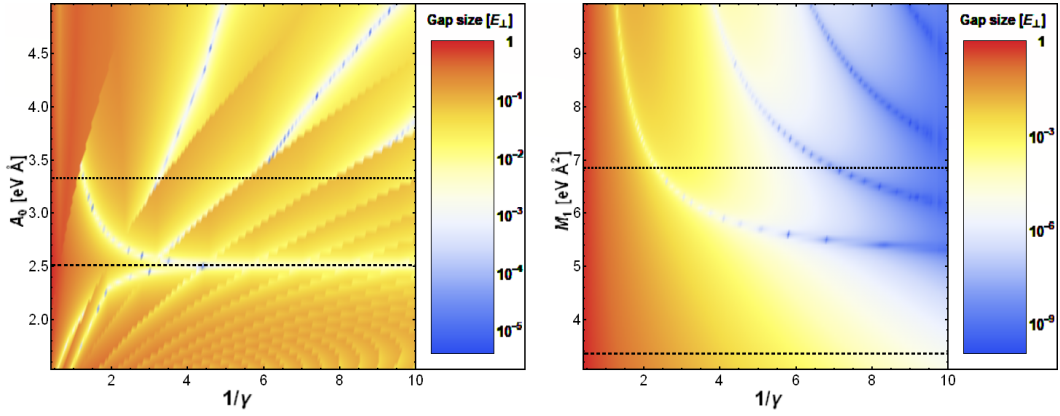 Gap size [E⊥]
1
10⁻¹
10⁻²
10⁻³
10⁻⁴
10⁻⁵
4.5
4.0
3.5
3.0
2.5
2.0
A₀ [eV Å]
2 4 6 8 10
1/γ
Gap size [E⊥]
1
10⁻³
10⁻⁶
10⁻⁹
9
8
7
6
5
4
M₁ [eV Å²]
2 4 6 8 10
1/γ